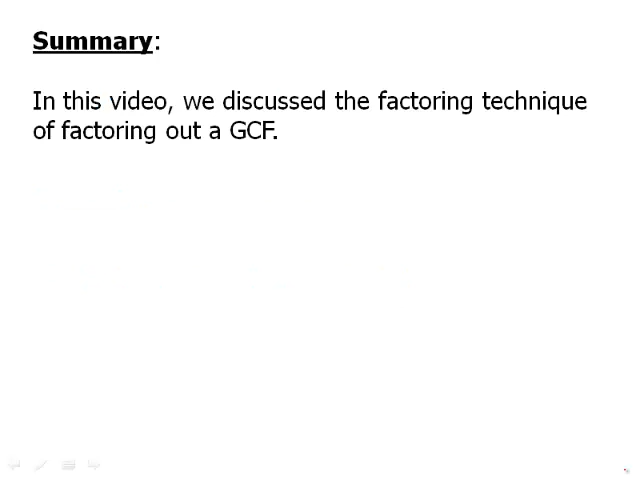 Summary:
In this video, we discussed the factoring technique
of factoring out a GCF.